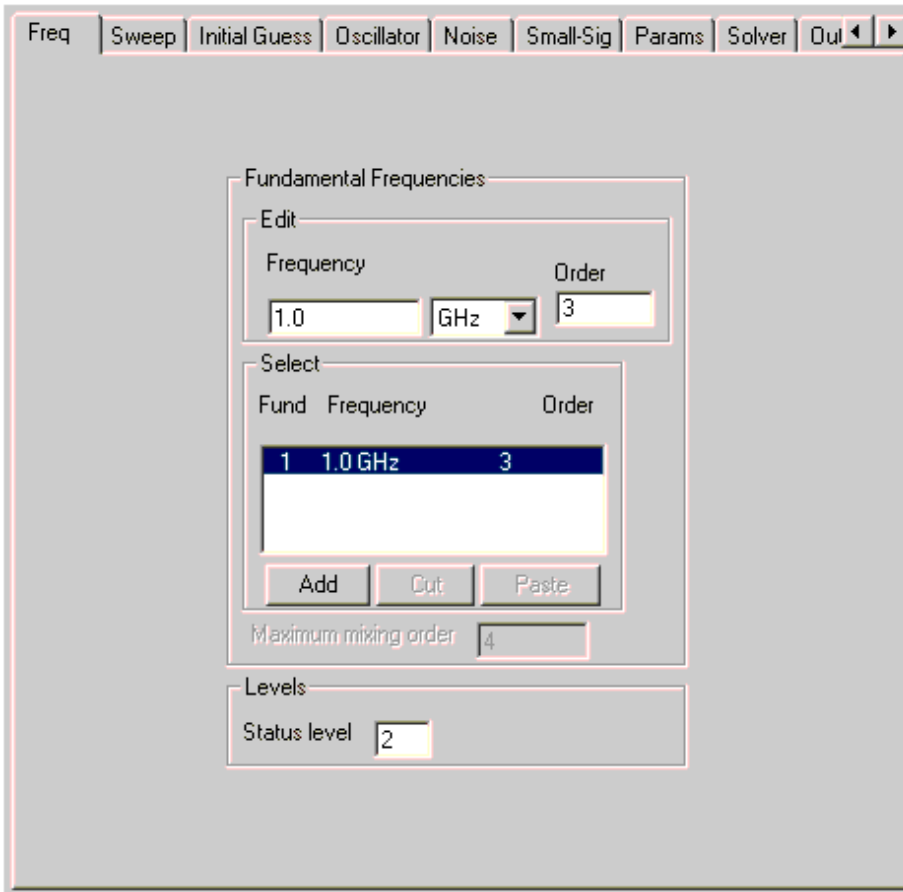 Freq Sweep Initial Guess Oscillator Noise Small-Sig Params Solver
Fundamental Frequencies
Edit
Frequency
Order
1.0 GHz 3
Select
Fund Frequency Order
1 1.0 GHz 3
Add Cut Paste
Maximum mixing order 4
Levels
Status level 2